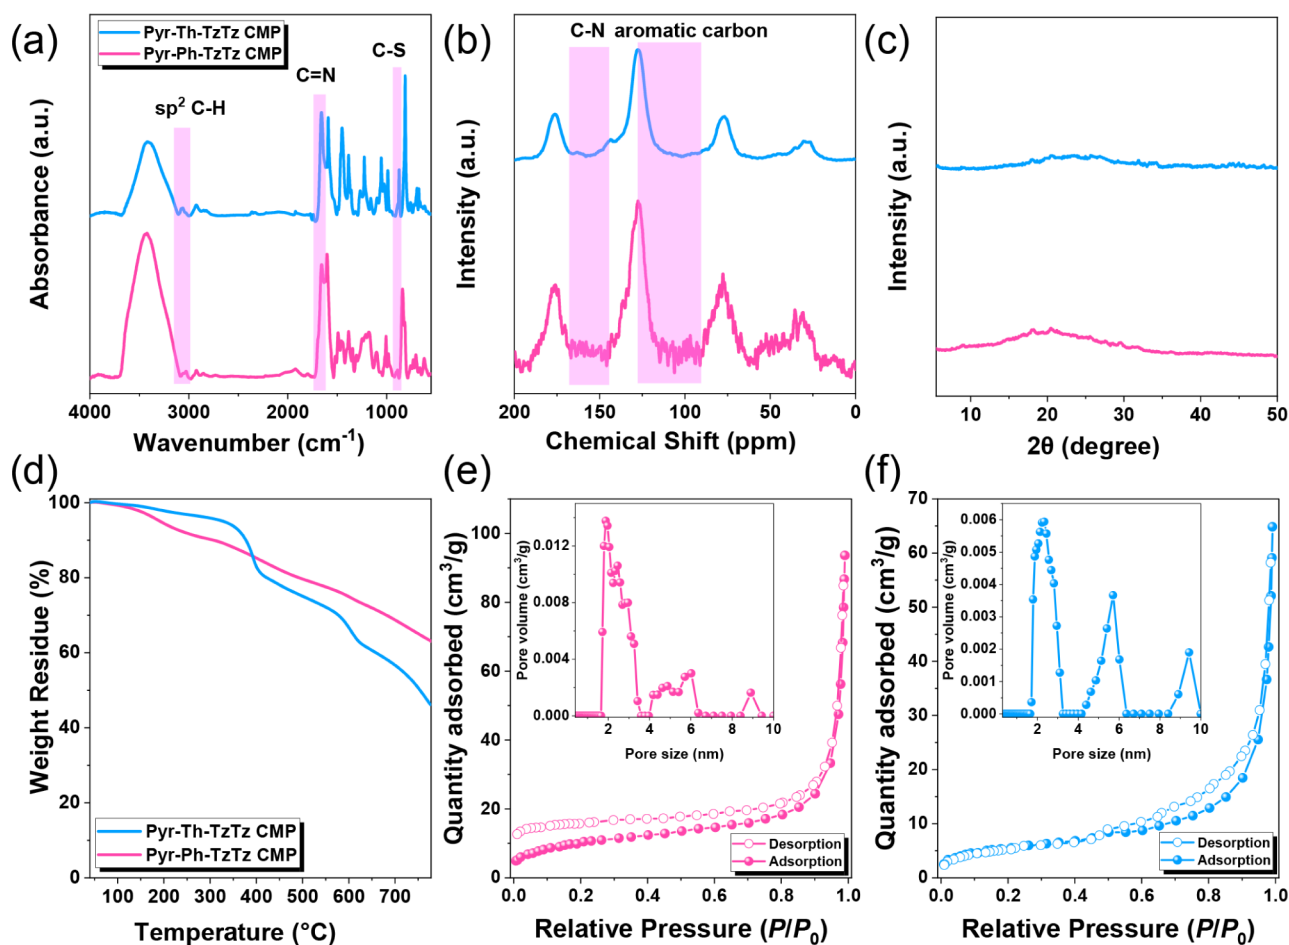 (a)
Pyr-Th-TzTz CMP
Pyr-Ph-TzTz CMP
sp² C-H
C=N
C-S
Absorbance (a.u.)
4000
3000
2000
1000
Wavenumber (cm⁻¹)
(b)
C-N aromatic carbon
Intensity (a.u.)
200
150
100
50
0
Chemical Shift (ppm)
(c)
Intensity (a.u.)
10
20
30
40
50
2θ (degree)
(d)
Weight Residue (%)
100
80
60
40
20
0
Pyr-Th-TzTz CMP
Pyr-Ph-TzTz CMP
100
200
300
400
500
600
700
Temperature (°C)
(e)
Quantity adsorbed (cm³/g)
100
80
60
40
20
0
Pore volume (cm³/g)
0.012
0.008
0.004
0.000
2
4
6
8
10
Pore size (nm)
Desorption
Adsorption
0.0
0.2
0.4
0.6
0.8
1.0
Relative Pressure (P/P₀)
(f)
Quantity adsorbed (cm³/g)
70
60
50
40
30
20
10
0
Pore volume (cm³/g)
0.006
0.005
0.004
0.003
0.002
0.001
0.000
2
4
6
8
10
Pore size (nm)
Desorption
Adsorption
0.0
0.2
0.4
0.6
0.8
1.0
Relative Pressure (P/P₀)